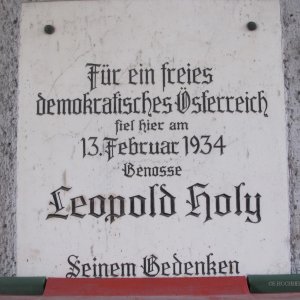 Für ein freies
demokratisches Österreich
fiel hier am
13. Februar 1934
Genosse
Leopold Holy
Seinem Gedenken